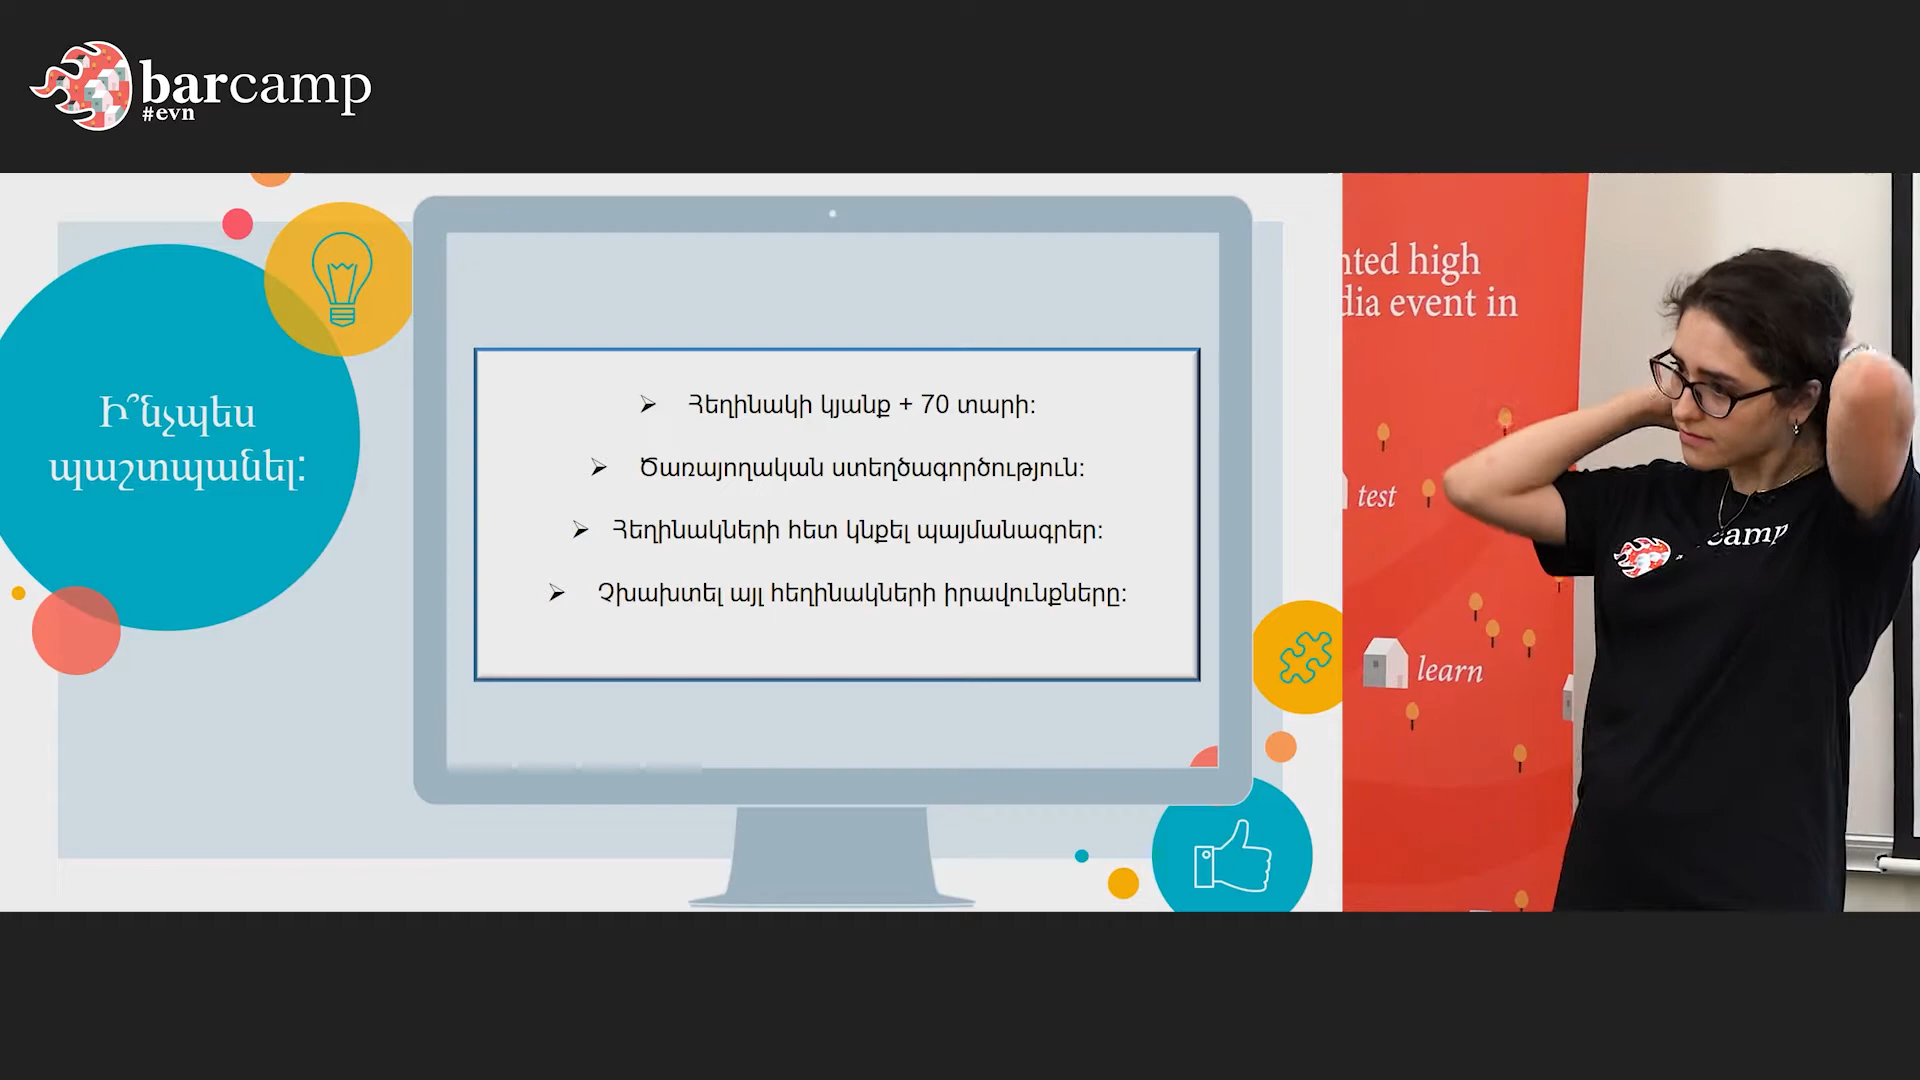 barcamp
#evn
Ի՞նչպես
պաշտպանել:
Հեղինակի կյանք + 70 տարի:
Ծառայողական ստեղծագործություն:
Հեղինակների հետ կնքել պայմանագրեր:
Չխախտել այլ հեղինակների իրավունքները:
nted high
dia event in
test
learn
camp